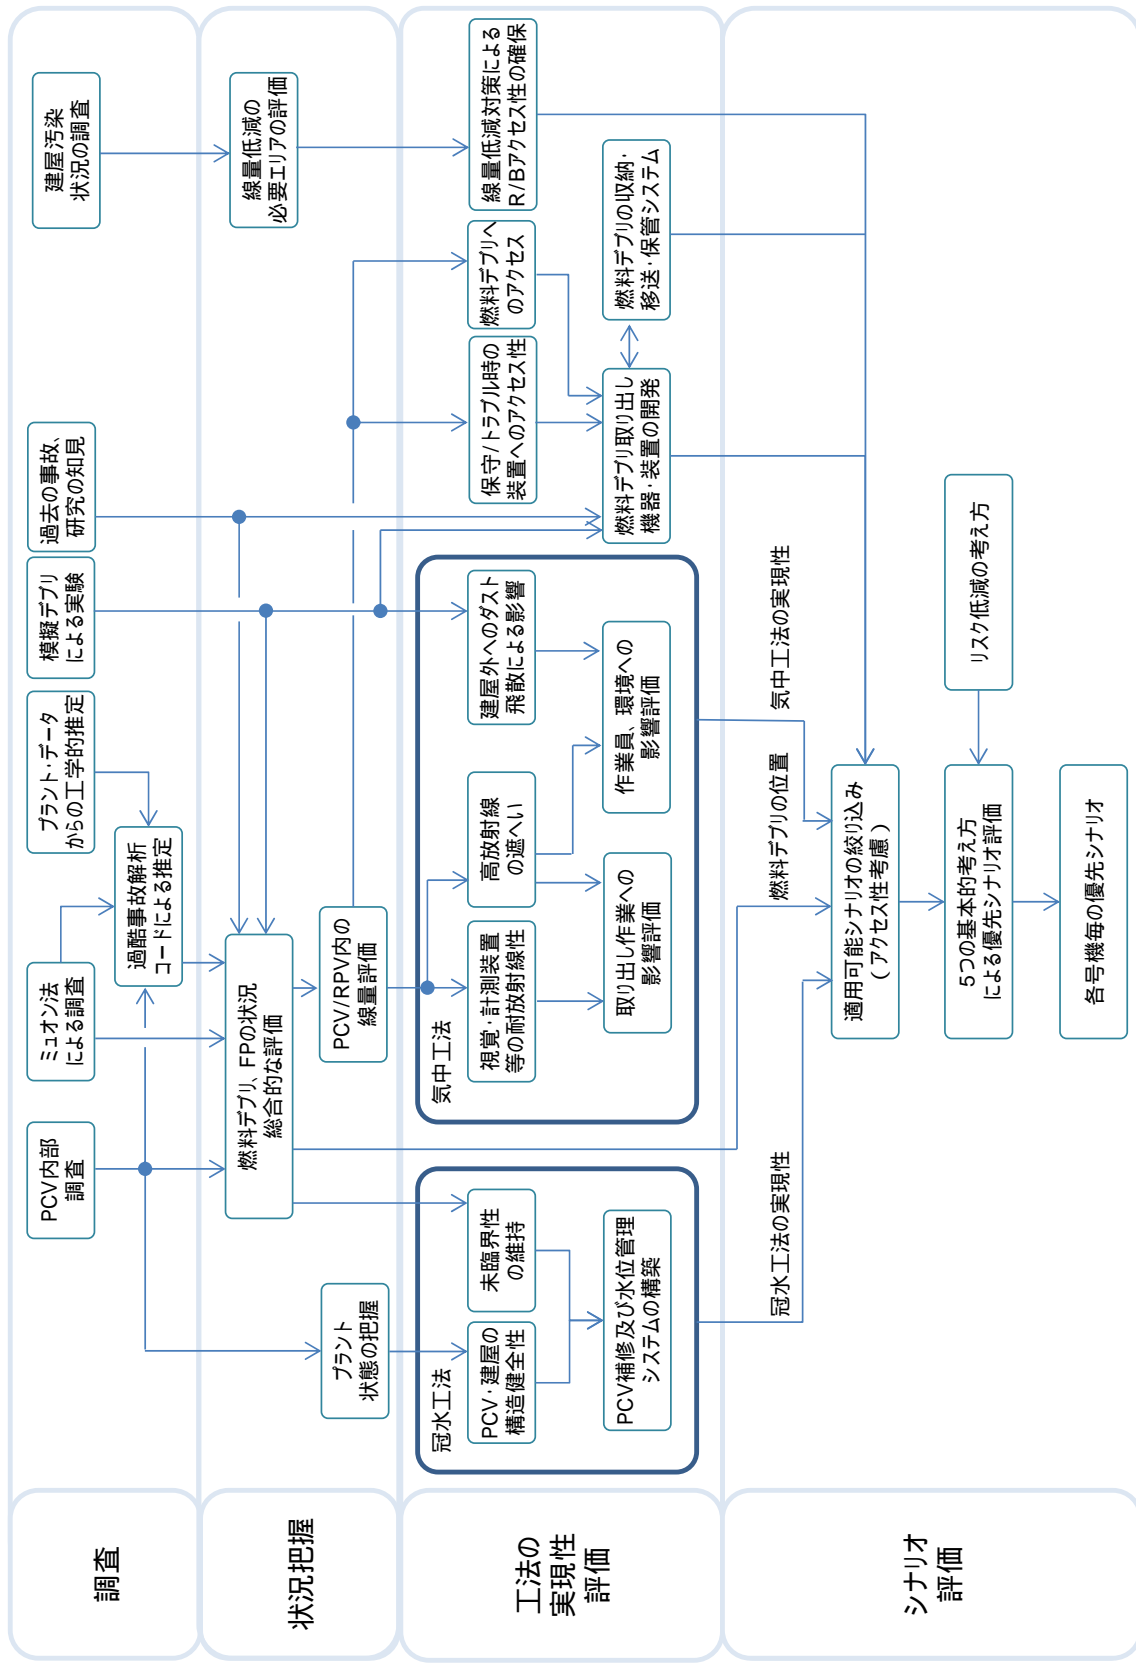 調査
PCV内部
調査
ミュオン法
による調査
過酷事故解析
コードによる推定
プラント・データ
からの工学的推定
模擬デブリ
による実験
過去の事故、
研究の知見
建屋汚染
状況の調査
状況把握
プラント
状態の把握
燃料デブリ、FPの状況
総合的な評価
PCV/RPV内の
線量評価
線量低減の
必要エリアの評価
工法の
実現性
評価
冠水工法
PCV・建屋の
構造健全性
未臨界性
の維持
PCV補修及び水位管理
システムの構築
気中工法
視覚・計測装置
等の耐放射線性
高放射線
の遮へい
建屋外へのダスト
飛散による影響
取り出し作業への
影響評価
作業員、環境への
影響評価
保守/トラブル時の
装置へのアクセス性
燃料デブリへ
のアクセス
線量低減対策による
R/Bアクセス性の確保
燃料デブリ取り出し
機器・装置の開発
燃料デブリの収納・
移送・保管システム
シナリオ
評価
冠水工法の実現性
燃料デブリの位置
気中工法の実現性
適用可能シナリオの絞り込み
(アクセス性考慮)
5つの基本的考え方
による優先シナリオ評価
リスク低減の考え方
各号機毎の優先シナリオ